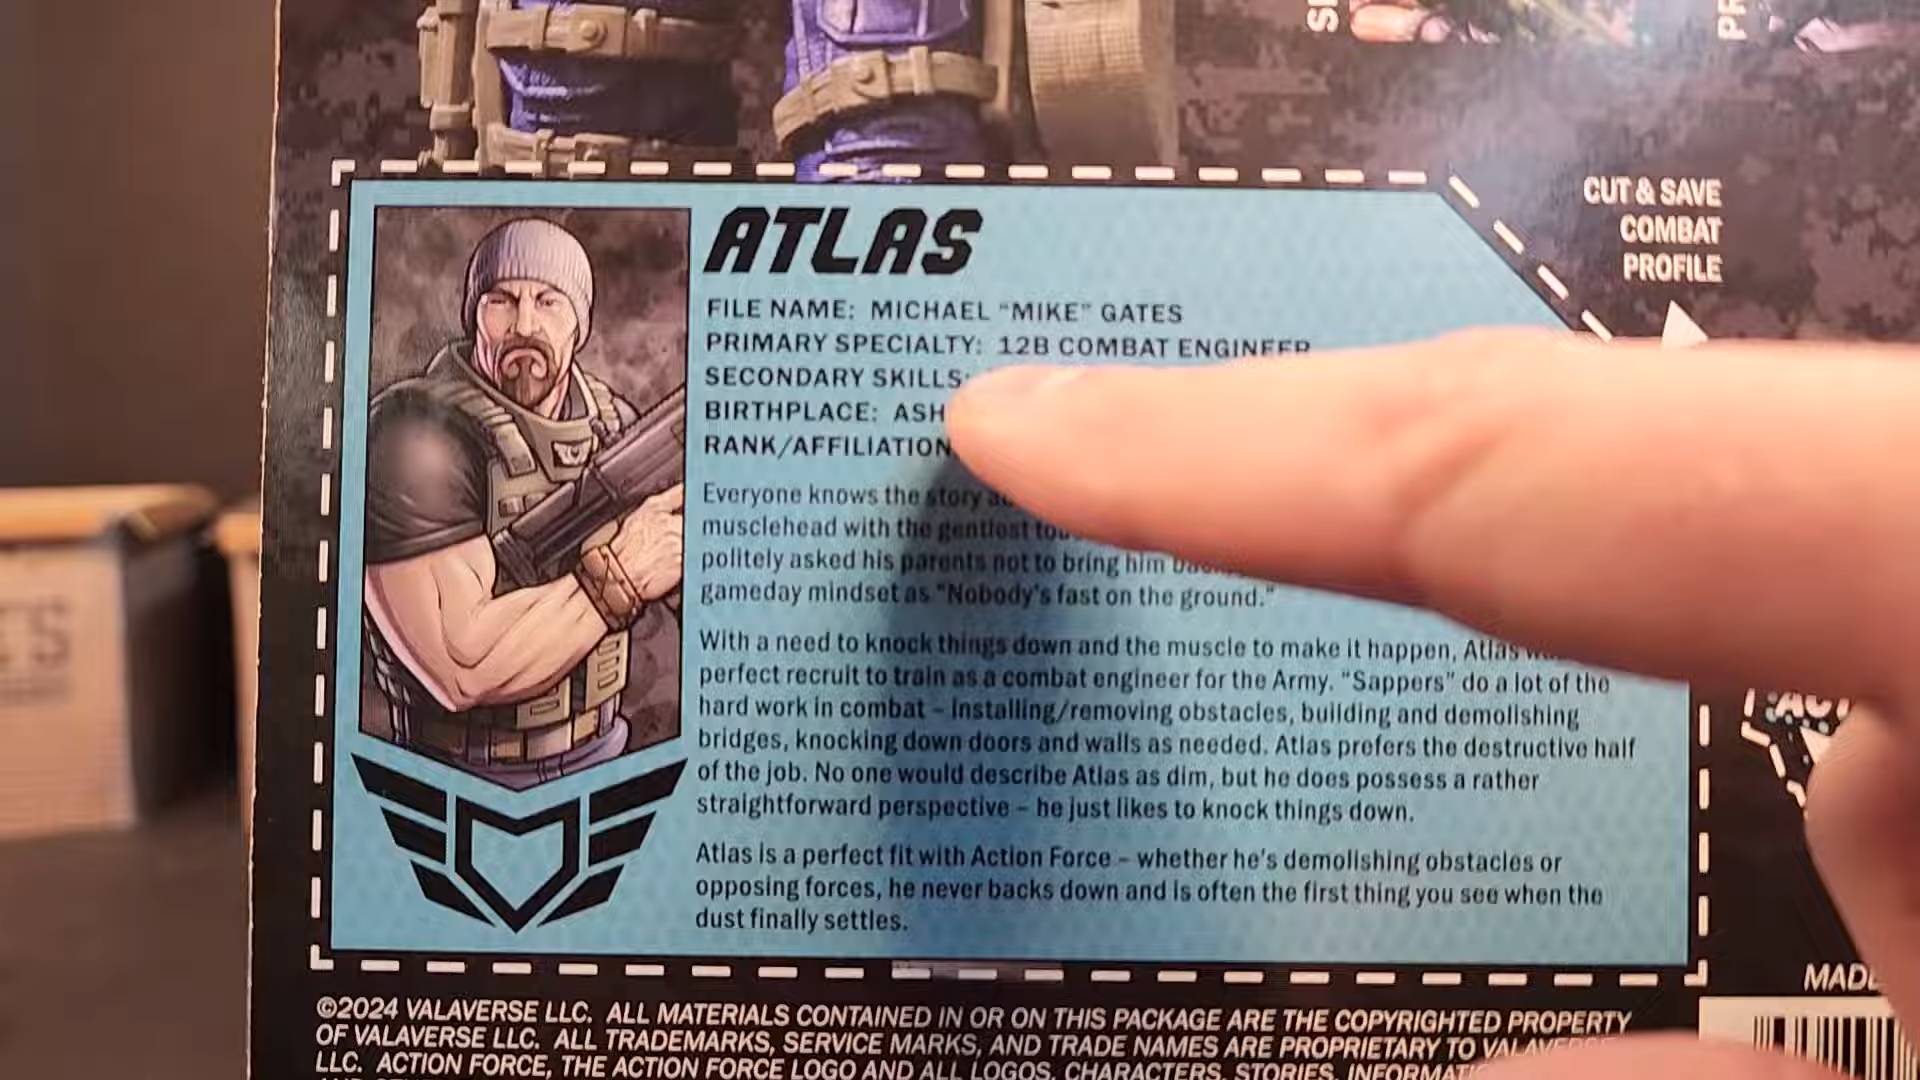 CUT & SAVE
COMBAT
PROFILE
ATLAS
FILE NAME: MICHAEL "MIKE" GATES
PRIMARY SPECIALTY: 12B COMBAT ENGINEER
SECONDARY SKILLS:
BIRTHPLACE: ASH
RANK/AFFILIATION
Everyone knows the story
musclehead with the gentlest
politely asked his parents not to bring him
gameday mindset as "Nobody's fast on the ground."
With a need to knock things down and the muscle to make it happen, Atlas
perfect recruit to train as a combat engineer for the Army. "Sappers" do a lot of the
hard work in combat – installing/removing obstacles, building and demolishing
bridges, knocking down doors and walls as needed. Atlas prefers the destructive half
of the job. No one would describe Atlas as dim, but he does possess a rather
straightforward perspective – he just likes to knock things down.
Atlas is a perfect fit with Action Force – whether he's demolishing obstacles or
opposing forces, he never backs down and is often the first thing you see when the
dust finally settles.
MADE
©2024 VALAVERSE LLC. ALL MATERIALS CONTAINED IN OR ON THIS PACKAGE ARE THE COPYRIGHTED PROPERTY
OF VALAVERSE LLC. ALL TRADEMARKS, SERVICE MARKS, AND TRADE NAMES ARE PROPRIETARY TO VALAVERSE
LLC. ACTION FORCE, THE ACTION FORCE LOGO AND ALL LOGOS, CHARACTERS, STORIES,